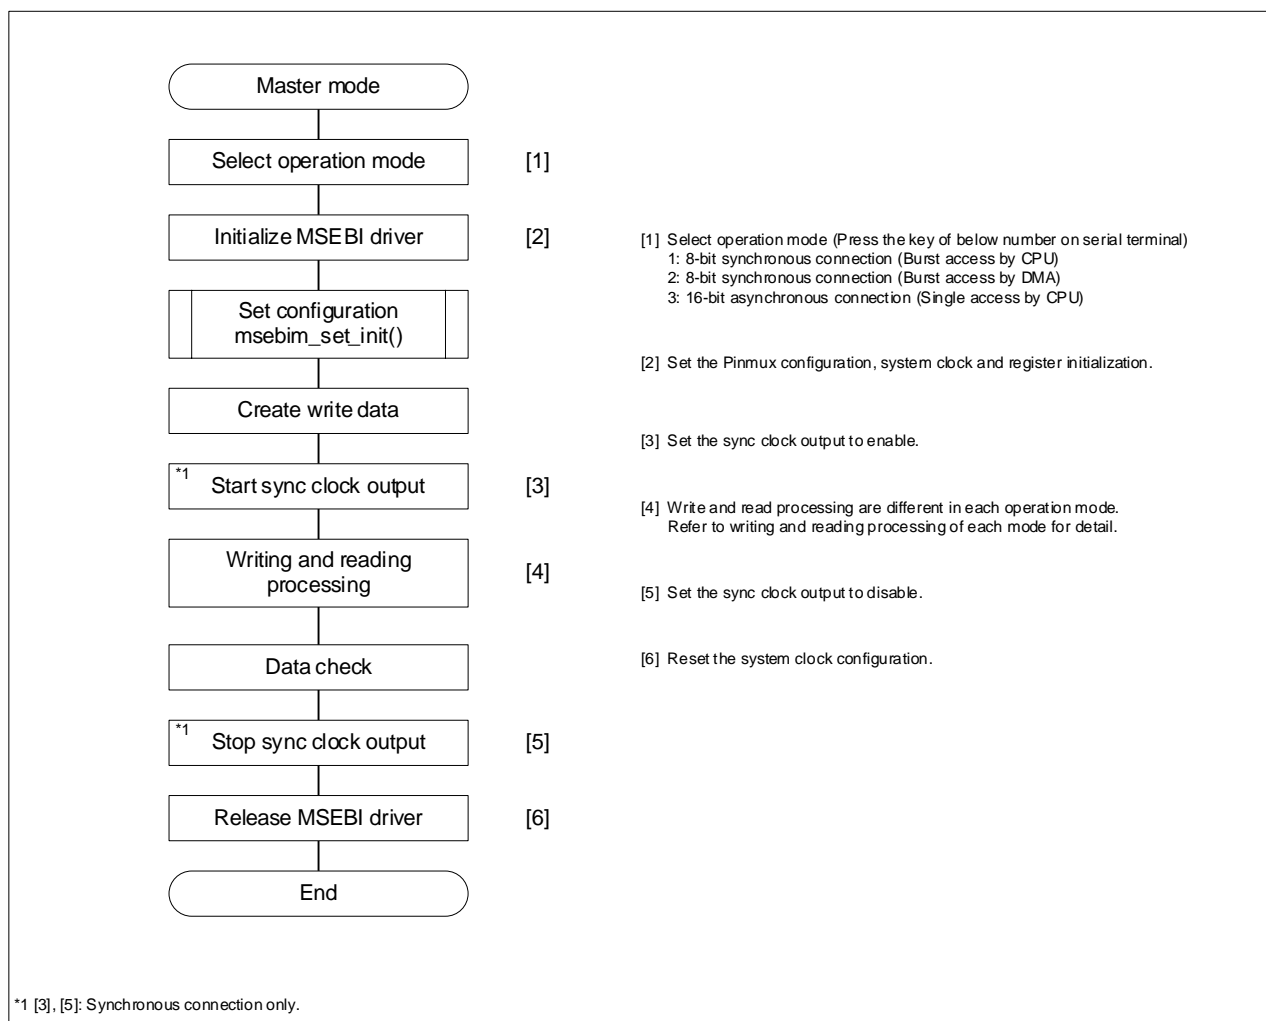 Master mode
Select operation mode
[1]
Initialize MSEBI driver
[2]
Set configuration
msebim_set_init()
Create write data
*1
Start sync clock output
[3]
Writing and reading
processing
[4]
Data check
*1
Stop sync clock output
[5]
Release MSEBI driver
[6]
End
[1] Select operation mode (Press the key of below number on serial terminal)
1: 8-bit synchronous connection (Burst access by CPU)
2: 8-bit synchronous connection (Burst access by DMA)
3: 16-bit asynchronous connection (Single access by CPU)
[2] Set the Pinmux configuration, system clock and register initialization.
[3] Set the sync clock output to enable.
[4] Write and read processing are different in each operation mode.
Refer to writing and reading processing of each mode for detail.
[5] Set the sync clock output to disable.
[6] Reset the system clock configuration.
*1 [3], [5]: Synchronous connection only.